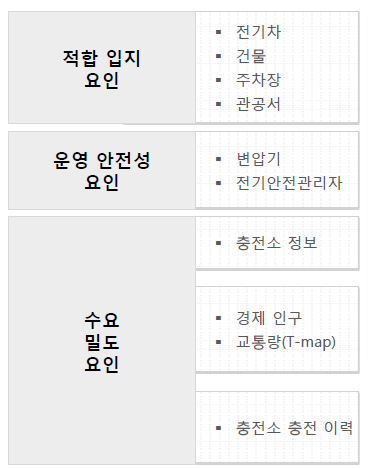 적합 입지
요인
▪ 전기차
▪ 건물
▪ 주차장
▪ 관공서
운영 안전성
요인
▪ 변압기
▪ 전기안전관리자
수요
밀도
요인
▪ 충전소 정보
▪ 경제 인구
▪ 교통량(T-map)
▪ 충전소 충전 이력